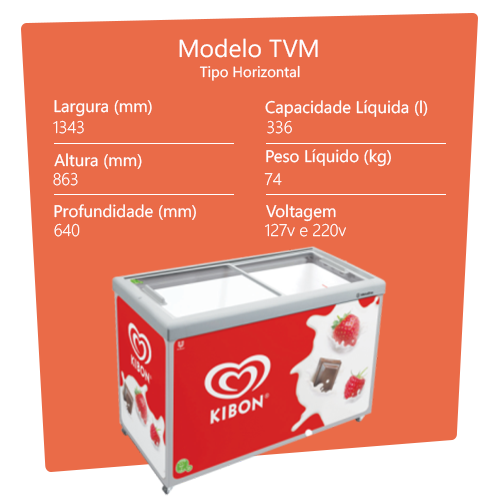 Modelo TVM
Tipo Horizontal
Largura (mm)
1343
Capacidade Líquida (l)
336
Altura (mm)
863
Peso Líquido (kg)
74
Profundidade (mm)
640
Voltagem
127v e 220v
KIBON®
KIBON